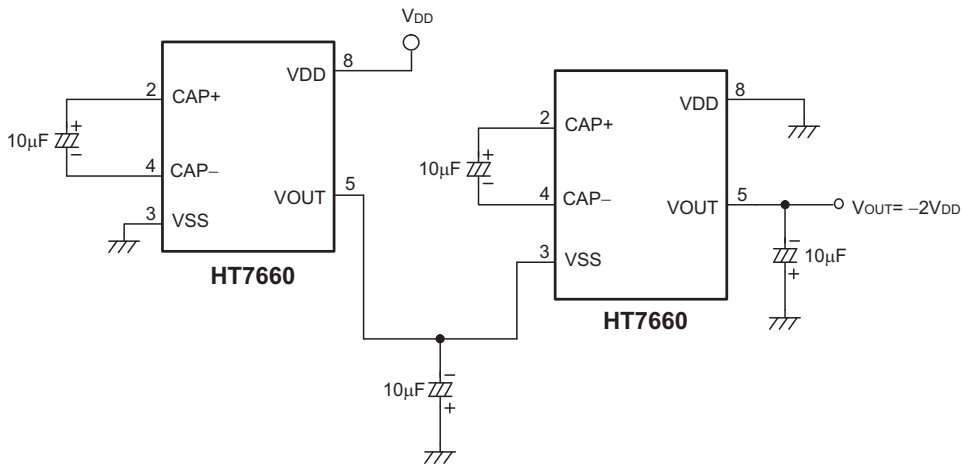 VDD
8
VDD
2
CAP+
+
10μF
−
4
CAP−
5
VOUT
3
VSS
HT7660
8
VDD
2
CAP+
+
10μF
−
4
CAP−
5
VOUT
VOUT= −2VDD
3
VSS
−
10μF
+
HT7660
−
10μF
+